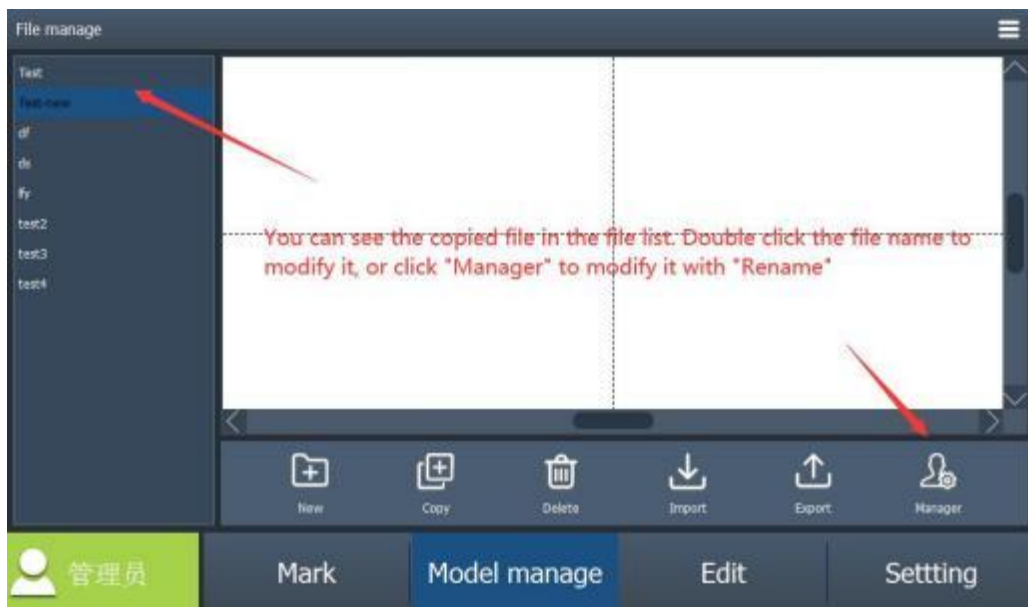 File manage
Test
Test-new
df
ds
fy
test2
test3
test4
You can see the copied file in the file list. Double click the file name to
modify it, or click "Manager" to modify it with "Rename"
New
Copy
Delete
Import
Export
Manager
管理员
Mark
Model manage
Edit
Settting